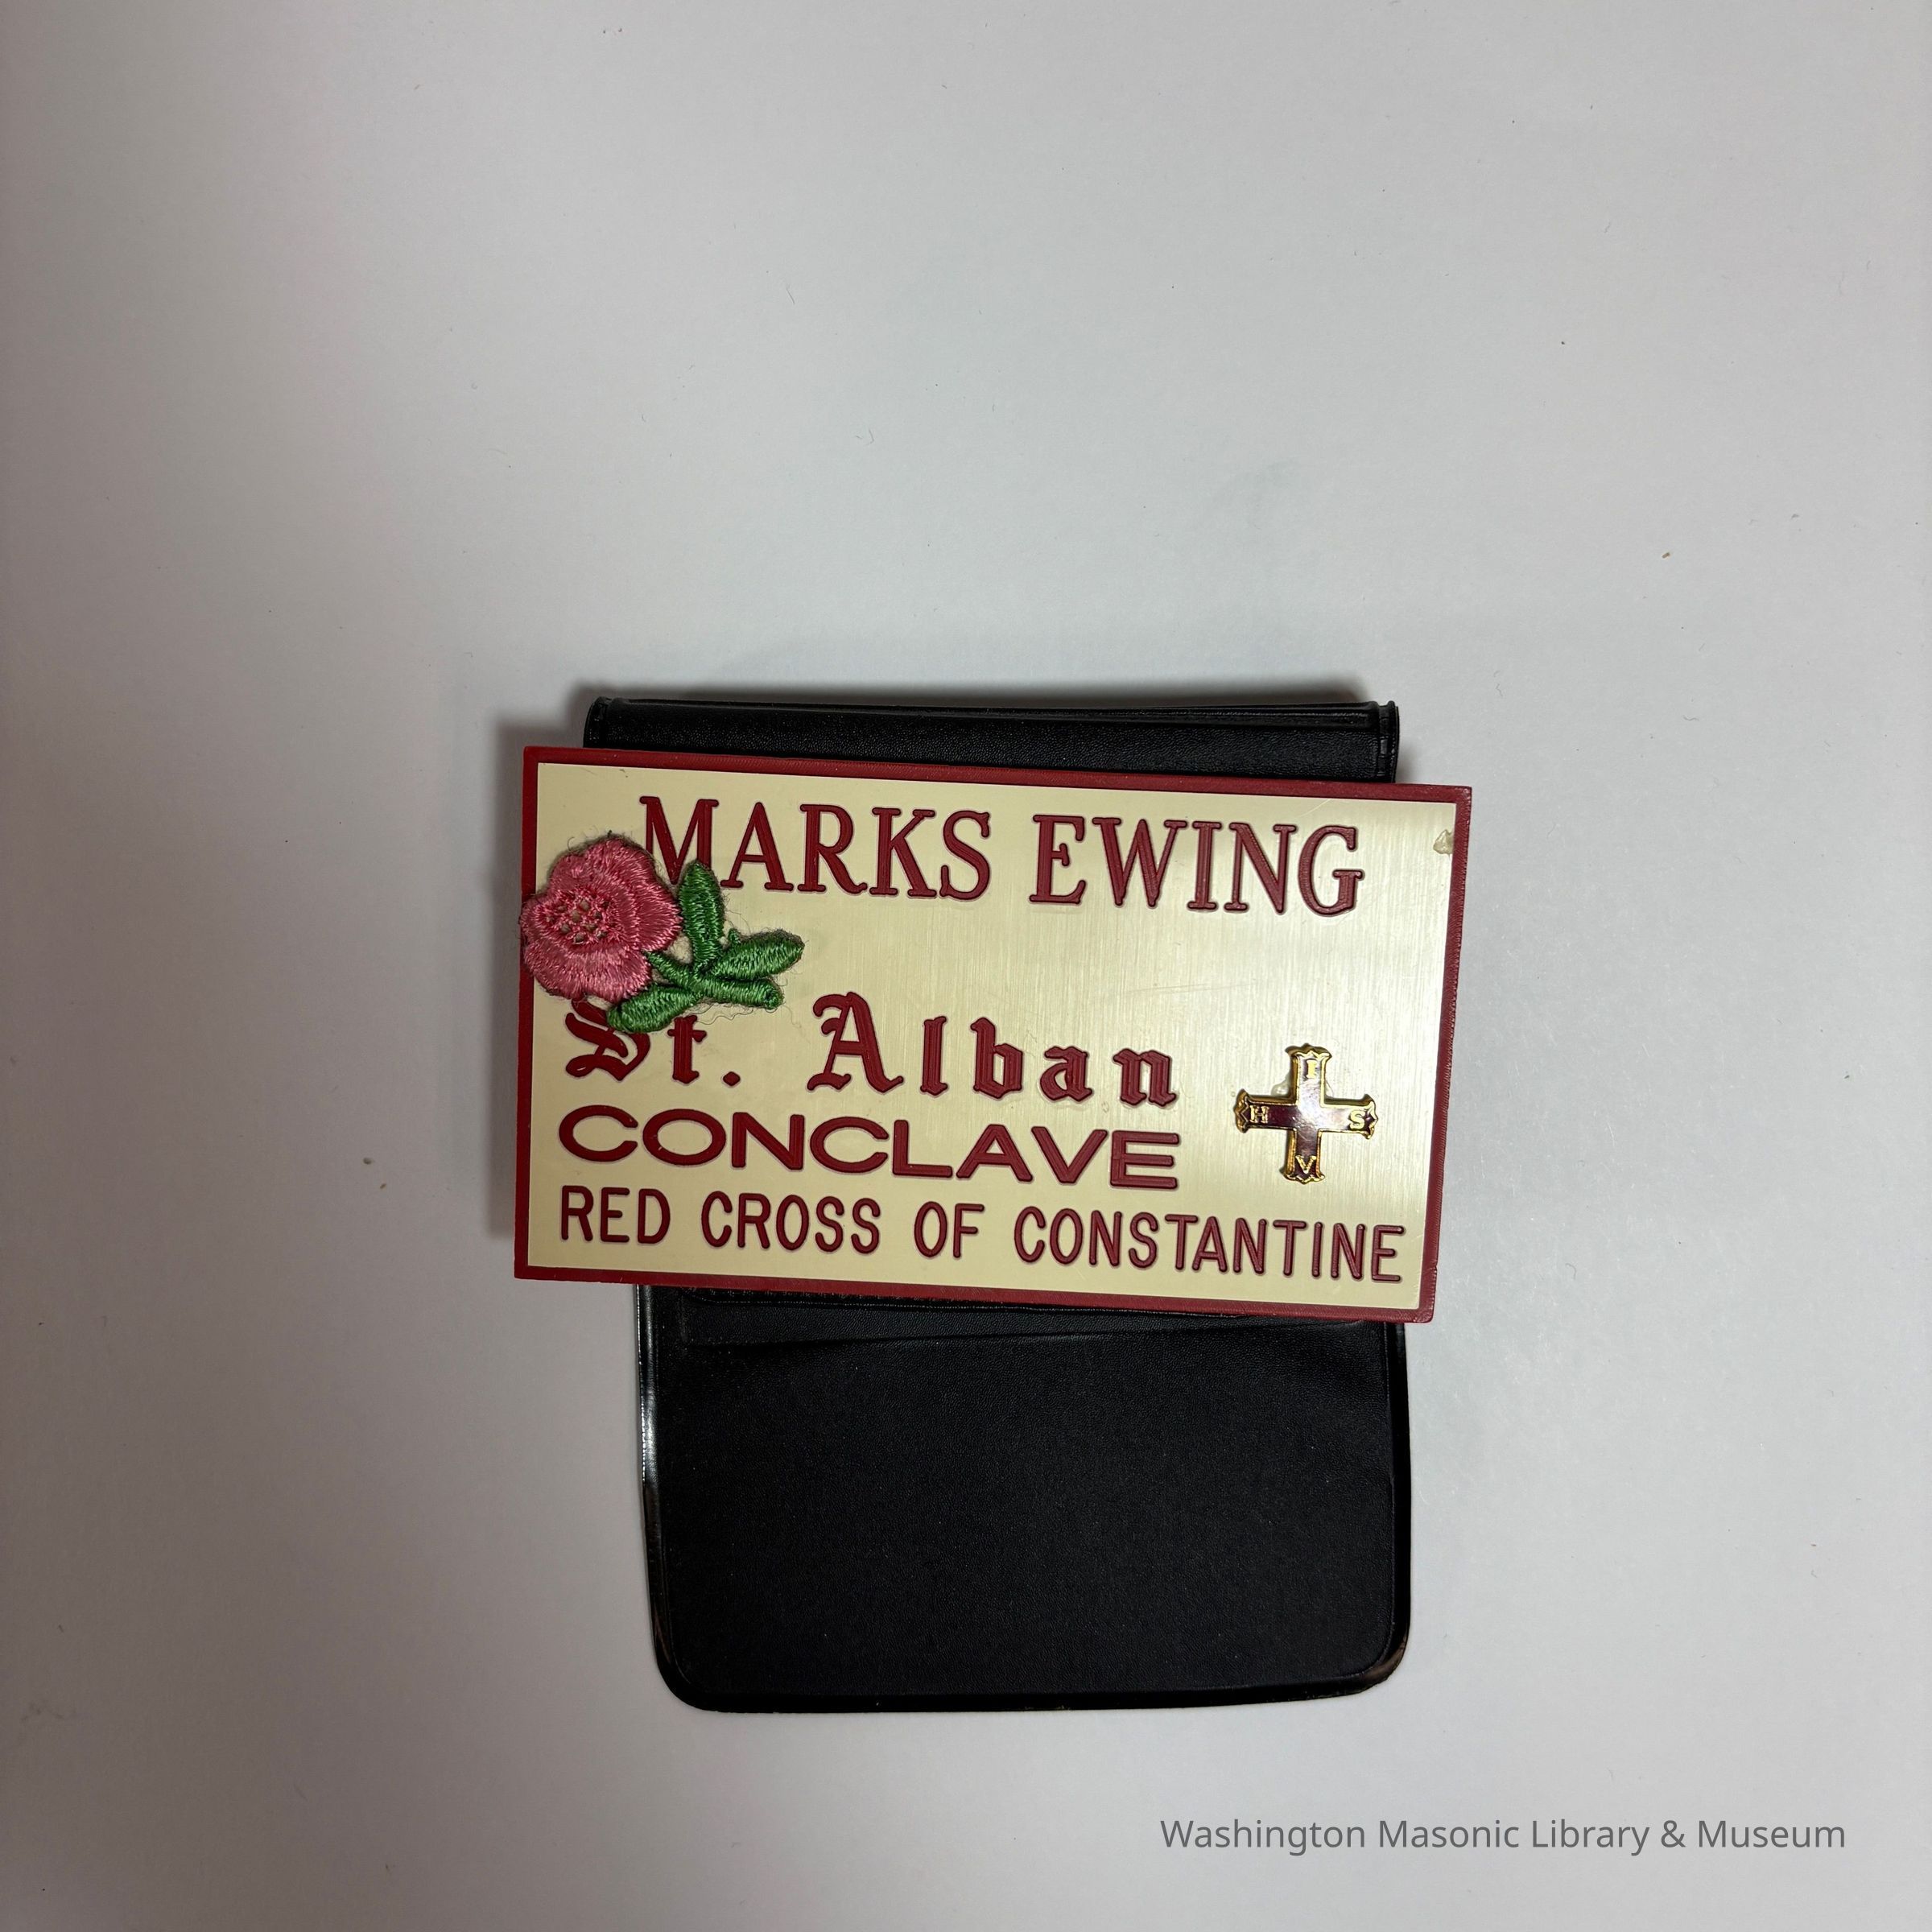 MARKS EWING
St. Alban
CONCLAVE
RED CROSS OF CONSTANTINE
I
H S
V
Washington Masonic Library & Museum